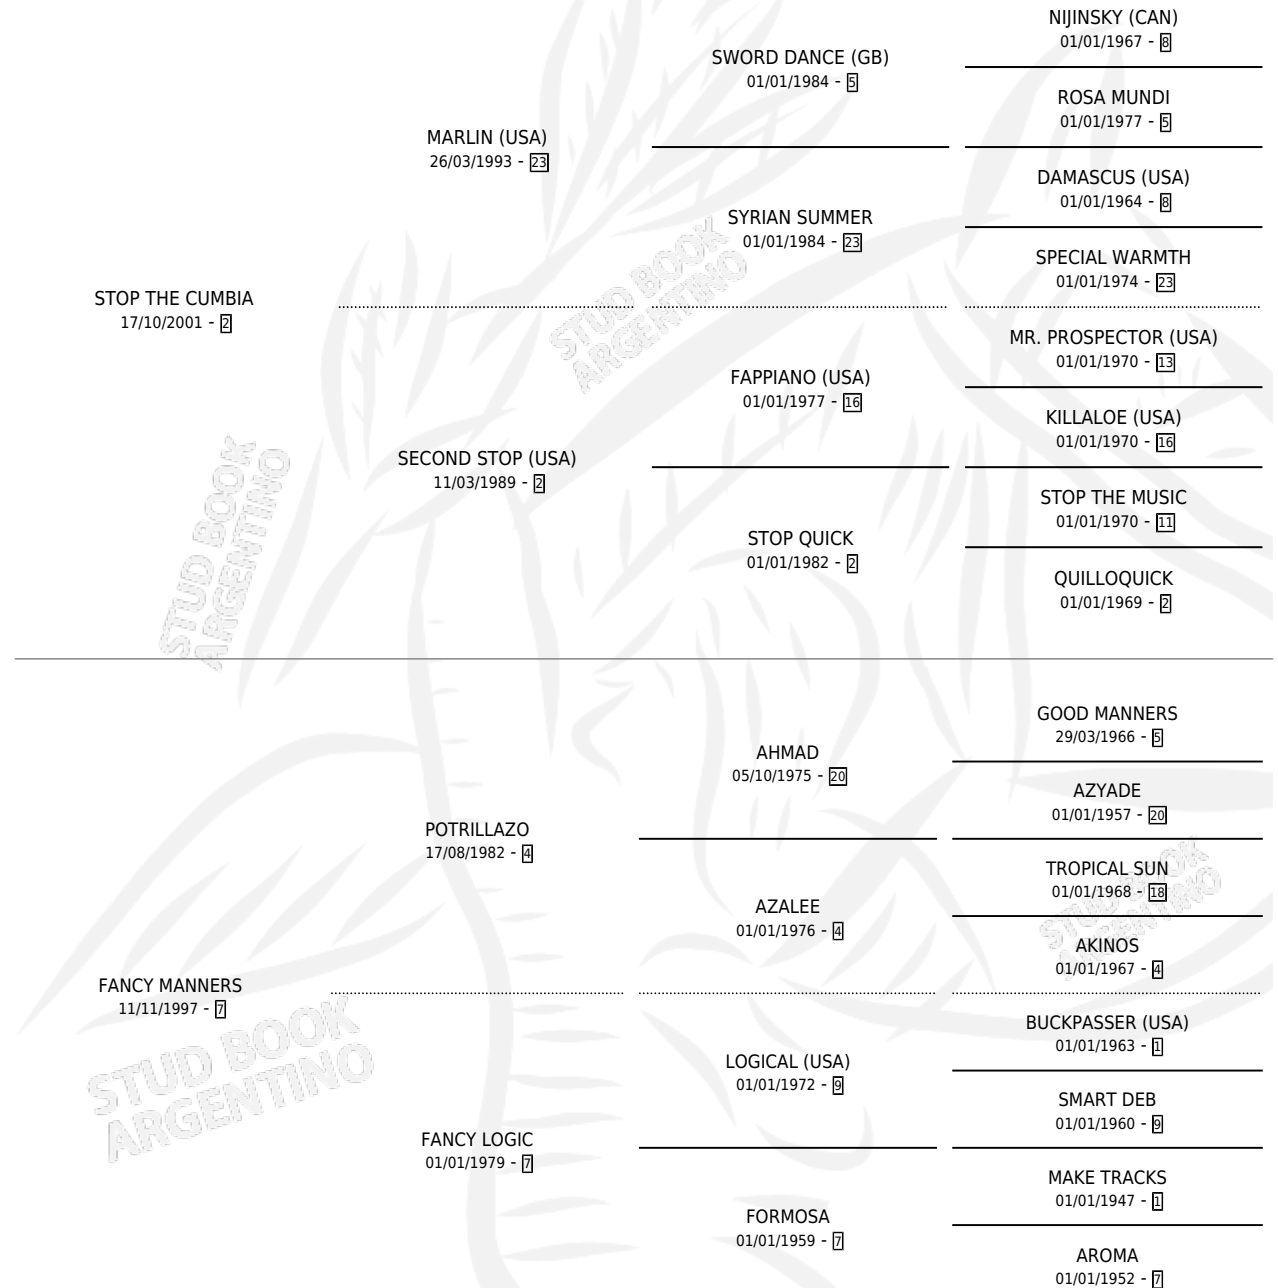 NIJINSKY (CAN)
01/01/1967 - 8
SWORD DANCE (GB)
01/01/1984 - 5
ROSA MUNDI
01/01/1977 - 5
MARLIN (USA)
26/03/1993 - 23
DAMASCUS (USA)
01/01/1964 - 8
SYRIAN SUMMER
01/01/1984 - 23
SPECIAL WARMTH
01/01/1974 - 23
STOP THE CUMBIA
17/10/2001 - 2
STUD BOOK
ARGENTINO
MR. PROSPECTOR (USA)
01/01/1970 - 13
FAPPIANO (USA)
01/01/1977 - 16
KILLALOE (USA)
01/01/1970 - 16
SECOND STOP (USA)
11/03/1989 - 2
STOP THE MUSIC
01/01/1970 - 11
STOP QUICK
01/01/1982 - 2
QUILLOQUICK
01/01/1969 - 2
STUD BOOK
ARGENTINO
GOOD MANNERS
29/03/1966 - 5
AHMAD
05/10/1975 - 20
AZYADE
01/01/1957 - 20
POTRILLAZO
17/08/1982 - 4
TROPICAL SUN
01/01/1968 - 18
STUD BOOK
ARGENTINO
AZALEE
01/01/1976 - 4
AKINOS
01/01/1967 - 4
FANCY MANNERS
11/11/1997 - 7
STUD BOOK
ARGENTINO
BUCKPASSER (USA)
01/01/1963 - 1
LOGICAL (USA)
01/01/1972 - 9
SMART DEB
01/01/1960 - 9
FANCY LOGIC
01/01/1979 - 7
MAKE TRACKS
01/01/1947 - 1
FORMOSA
01/01/1959 - 7
AROMA
01/01/1952 - 7